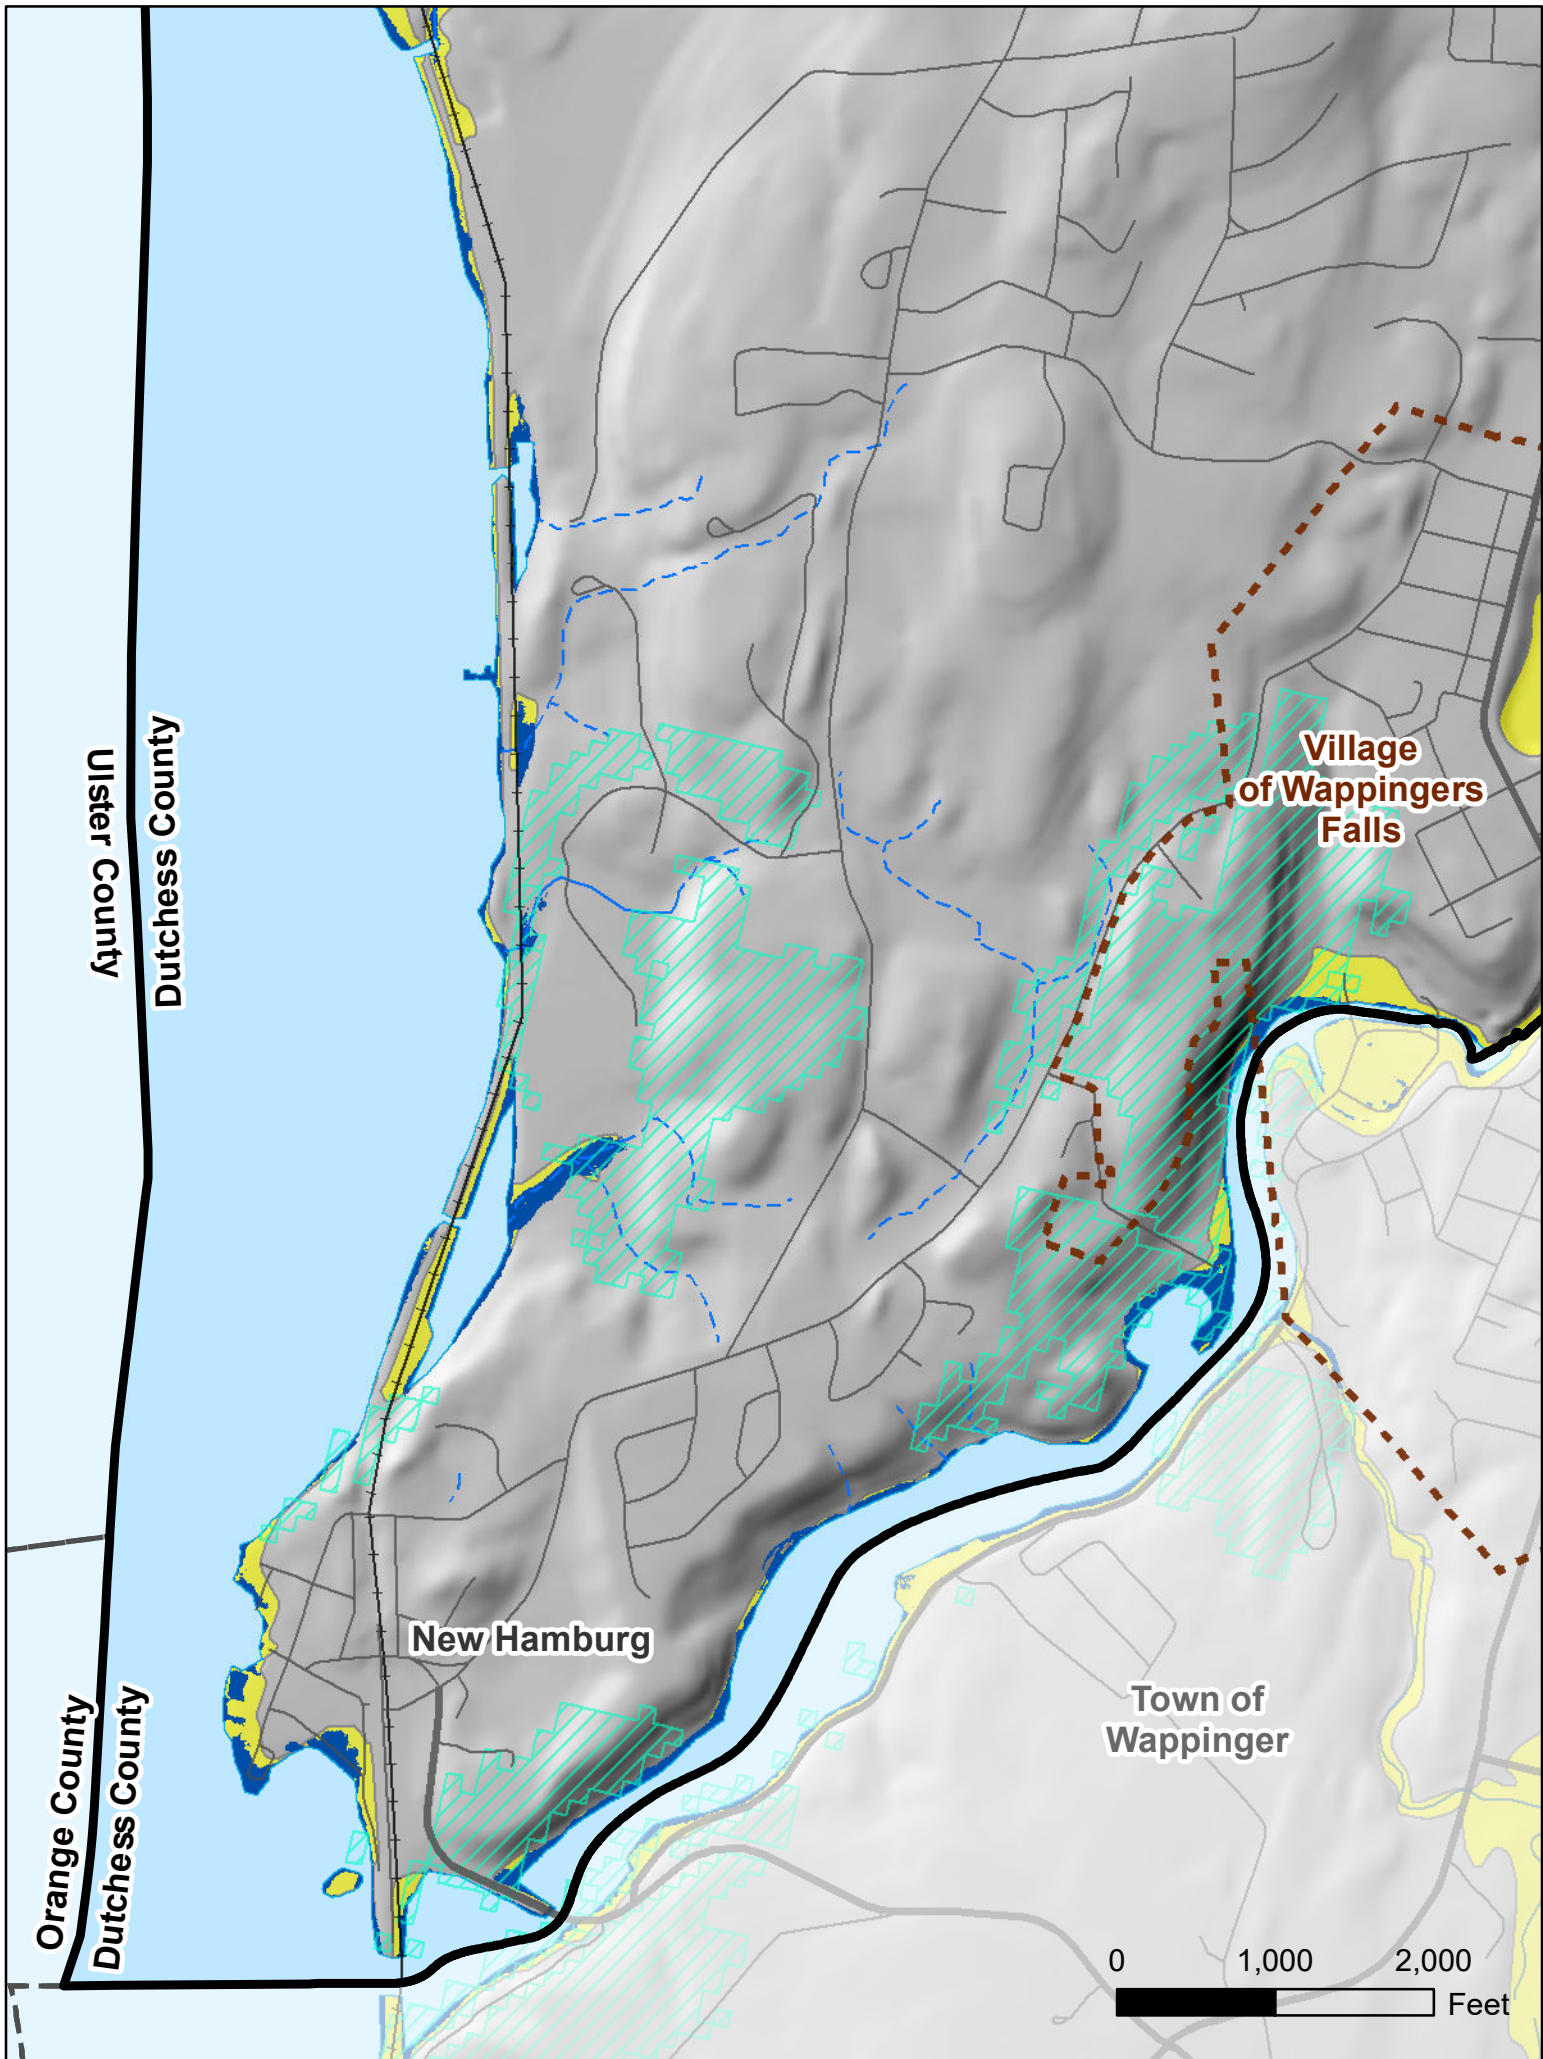 Village
of Wappingers
Falls
Ulster County
Dutchess County
New Hamburg
Town of
Wappinger
Orange County
Dutchess County
0 1,000 2,000
Feet